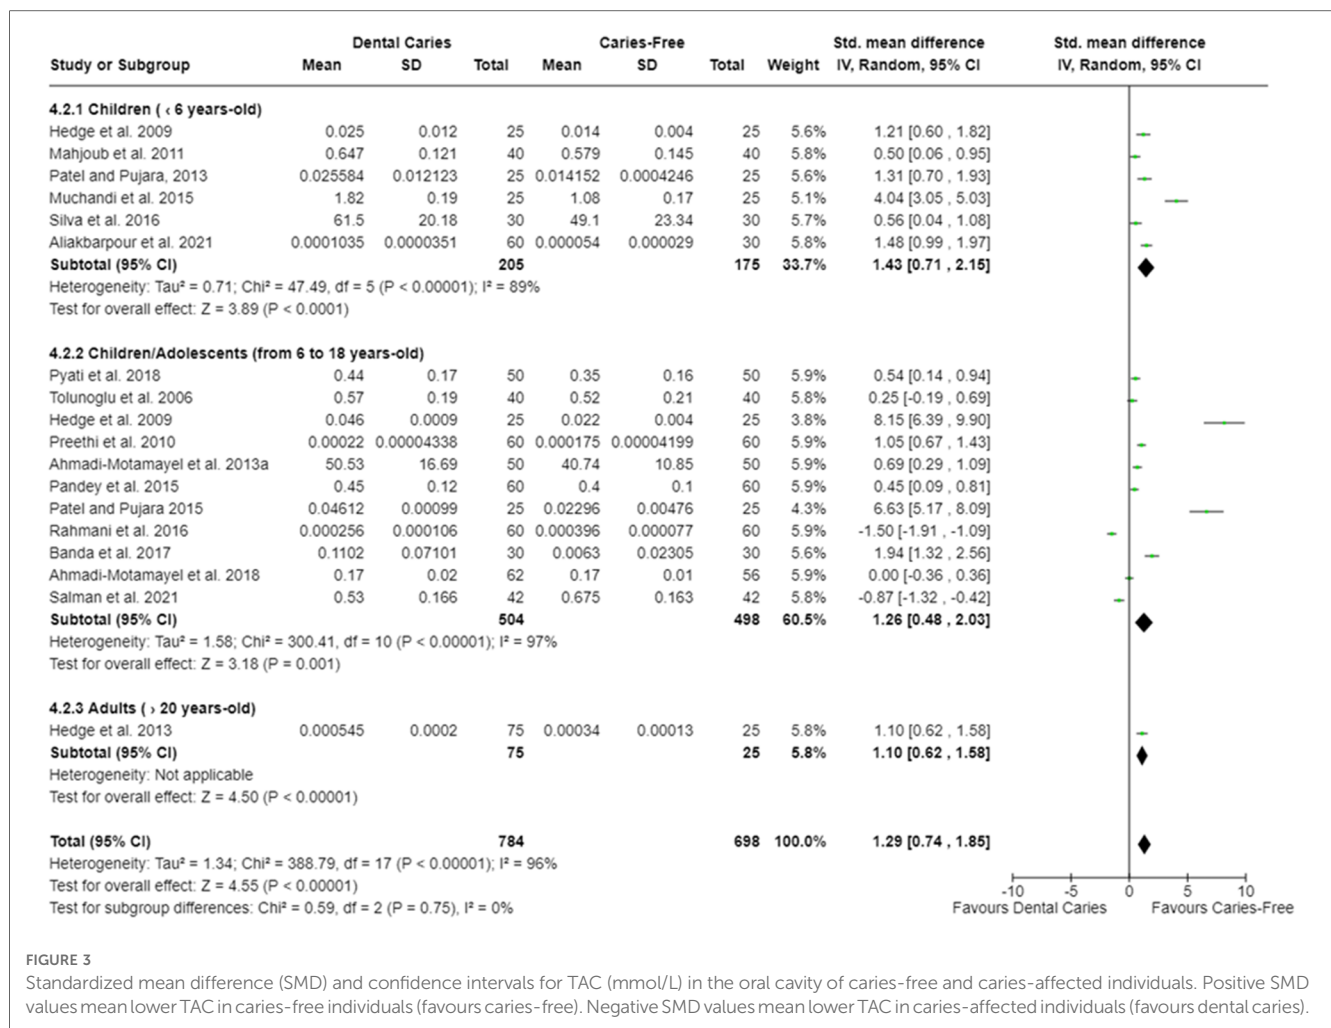 Dental Caries Caries-Free Std. mean difference Std. mean difference
Study or Subgroup Mean SD Total Mean SD Total Weight IV, Random, 95% CI IV, Random, 95% CI
4.2.1 Children ( ‹ 6 years-old)
Hedge et al. 2009 0.025 0.012 25 0.014 0.004 25 5.6% 1.21 [0.60 , 1.82]
Mahjoub et al. 2011 0.647 0.121 40 0.579 0.145 40 5.8% 0.50 [0.06 , 0.95]
Patel and Pujara, 2013 0.025584 0.012123 25 0.014152 0.0004246 25 5.6% 1.31 [0.70 , 1.93]
Muchandi et al. 2015 1.82 0.19 25 1.08 0.17 25 5.1% 4.04 [3.05 , 5.03]
Silva et al. 2016 61.5 20.18 30 49.1 23.34 30 5.7% 0.56 [0.04 , 1.08]
Aliakbarpour et al. 2021 0.0001035 0.0000351 60 0.000054 0.000029 30 5.8% 1.48 [0.99 , 1.97]
Subtotal (95% CI) 205 175 33.7% 1.43 [0.71 , 2.15]
Heterogeneity: Tau² = 0.71; Chi² = 47.49, df = 5 (P < 0.00001); I² = 89%
Test for overall effect: Z = 3.89 (P < 0.0001)
4.2.2 Children/Adolescents (from 6 to 18 years-old)
Pyati et al. 2018 0.44 0.17 50 0.35 0.16 50 5.9% 0.54 [0.14 , 0.94]
Tolunoglu et al. 2006 0.57 0.19 40 0.52 0.21 40 5.8% 0.25 [-0.19 , 0.69]
Hedge et al. 2009 0.046 0.0009 25 0.022 0.004 25 3.8% 8.15 [6.39 , 9.90]
Preethi et al. 2010 0.00022 0.00004338 60 0.000175 0.00004199 60 5.9% 1.05 [0.67 , 1.43]
Ahmadi-Motamayel et al. 2013a 50.53 16.69 50 40.74 10.85 50 5.9% 0.69 [0.29 , 1.09]
Pandey et al. 2015 0.45 0.12 60 0.4 0.1 60 5.9% 0.45 [0.09 , 0.81]
Patel and Pujara 2015 0.04612 0.00099 25 0.02296 0.00476 25 4.3% 6.63 [5.17 , 8.09]
Rahmani et al. 2016 0.000256 0.000106 60 0.000396 0.000077 60 5.9% -1.50 [-1.91 , -1.09]
Banda et al. 2017 0.1102 0.07101 30 0.0063 0.02305 30 5.6% 1.94 [1.32 , 2.56]
Ahmadi-Motamayel et al. 2018 0.17 0.02 62 0.17 0.01 56 5.9% 0.00 [-0.36 , 0.36]
Salman et al. 2021 0.53 0.166 42 0.675 0.163 42 5.8% -0.87 [-1.32 , -0.42]
Subtotal (95% CI) 504 498 60.5% 1.26 [0.48 , 2.03]
Heterogeneity: Tau² = 1.58; Chi² = 300.41, df = 10 (P < 0.00001); I² = 97%
Test for overall effect: Z = 3.18 (P = 0.001)
4.2.3 Adults ( › 20 years-old)
Hedge et al. 2013 0.000545 0.0002 75 0.00034 0.00013 25 5.8% 1.10 [0.62 , 1.58]
Subtotal (95% CI) 75 25 5.8% 1.10 [0.62 , 1.58]
Heterogeneity: Not applicable
Test for overall effect: Z = 4.50 (P < 0.00001)
Total (95% CI) 784 698 100.0% 1.29 [0.74 , 1.85]
Heterogeneity: Tau² = 1.34; Chi² = 388.79, df = 17 (P < 0.00001); I² = 96%
Test for overall effect: Z = 4.55 (P < 0.00001)
Test for subgroup differences: Chi² = 0.59, df = 2 (P = 0.75), I² = 0%
-10 -5 0 5 10
Favours Dental Caries Favours Caries-Free
FIGURE 3
Standardized mean difference (SMD) and confidence intervals for TAC (mmol/L) in the oral cavity of caries-free and caries-affected individuals. Positive SMD
values mean lower TAC in caries-free individuals (favours caries-free). Negative SMD values mean lower TAC in caries-affected individuals (favours dental caries).